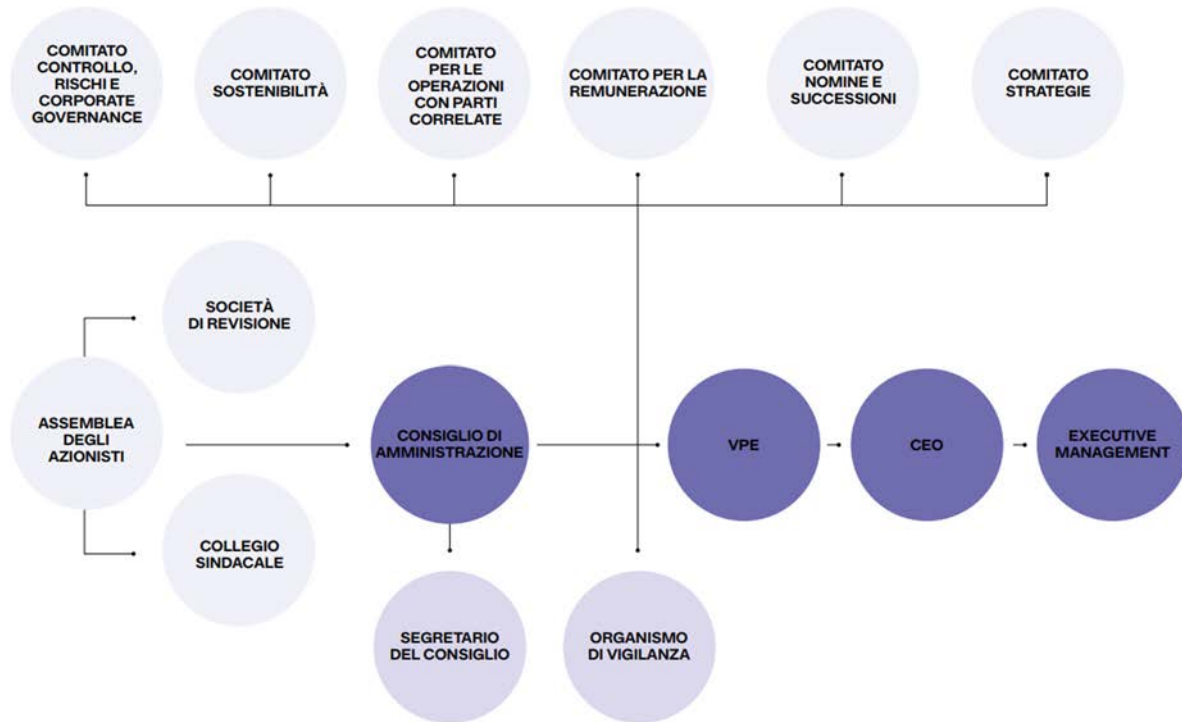 COMITATO
CONTROLLO,
RISCHI E
CORPORATE
GOVERNANCE
COMITATO
SOSTENIBILITÀ
COMITATO
PER LE
OPERAZIONI
CON PARTI
CORRELATE
COMITATO PER LA
REMUNERAZIONE
COMITATO
NOMINE E
SUCCESSIONI
COMITATO
STRATEGIE
SOCIETÀ
DI REVISIONE
ASSEMBLEA
DEGLI
AZIONISTI
CONSIGLIO DI
AMMINISTRAZIONE
VPE
CEO
EXECUTIVE
MANAGEMENT
COLLEGIO
SINDACALE
SEGRETARIO
DEL CONSIGLIO
ORGANISMO
DI VIGILANZA